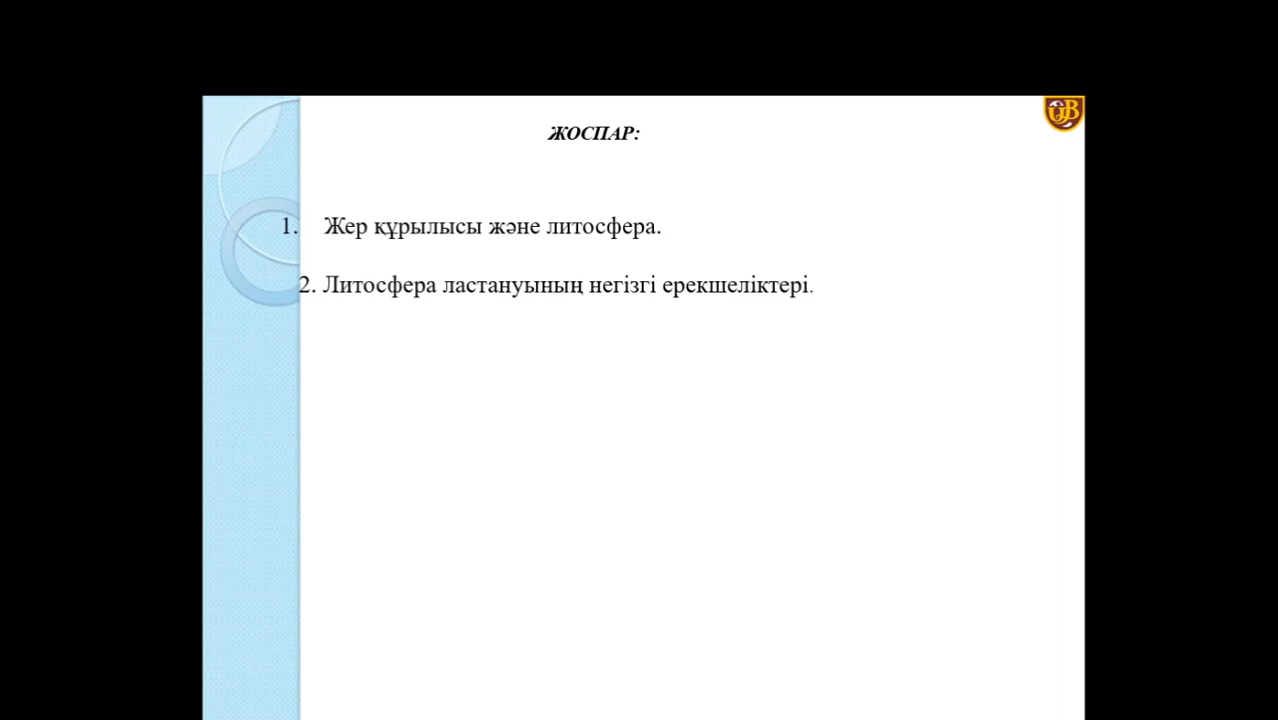 ЖОСПАР:
1. Жер құрылысы және литосфера.
2. Литосфера ластануының негізгі ерекшеліктері.